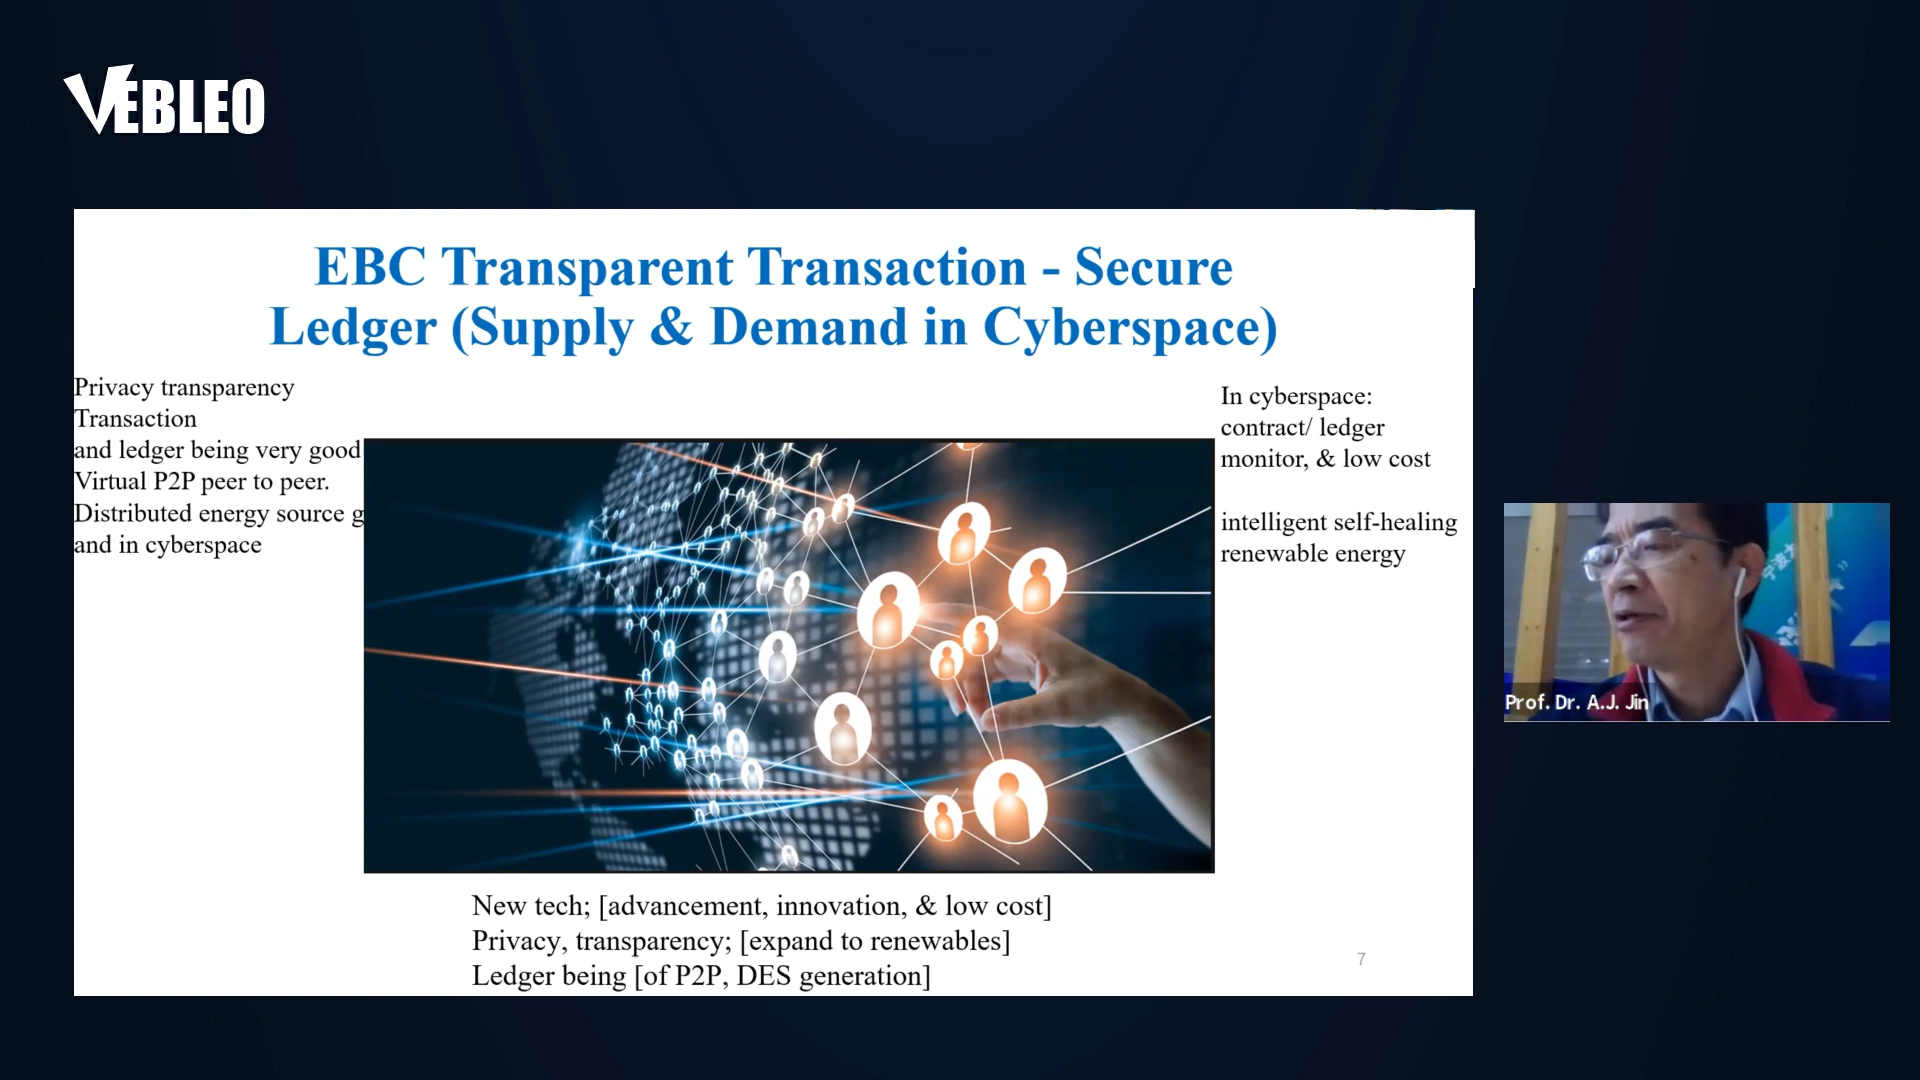 VEBLEO
EBC Transparent Transaction - Secure
Ledger (Supply & Demand in Cyberspace)
Privacy transparency
Transaction
and ledger being very good
Virtual P2P peer to peer.
Distributed energy source g
and in cyberspace
In cyberspace:
contract/ ledger
monitor, & low cost
intelligent self-healing
renewable energy
Prof. Dr. A.J. Jin
New tech; [advancement, innovation, & low cost]
Privacy, transparency; [expand to renewables]
Ledger being [of P2P, DES generation]
7